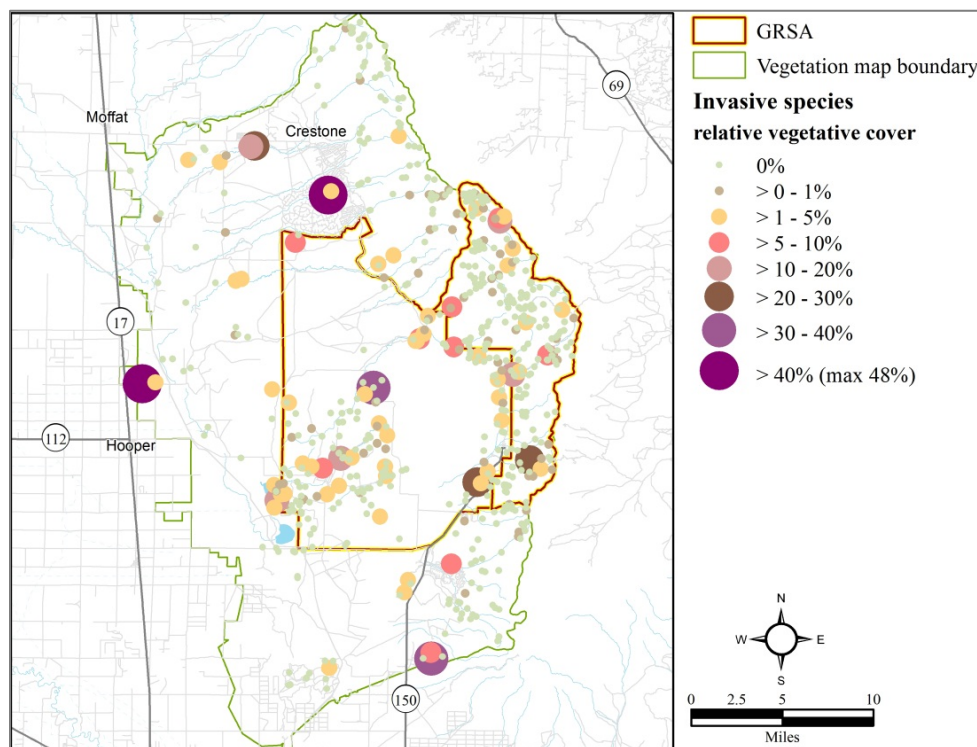 GRSA
Vegetation map boundary
Invasive species
relative vegetative cover
0%
> 0 - 1%
> 1 - 5%
> 5 - 10%
> 10 - 20%
> 20 - 30%
> 30 - 40%
> 40% (max 48%)
69
Moffat
Crestone
17
112
Hooper
150
N
W
E
S
0 2.5 5 10
Miles